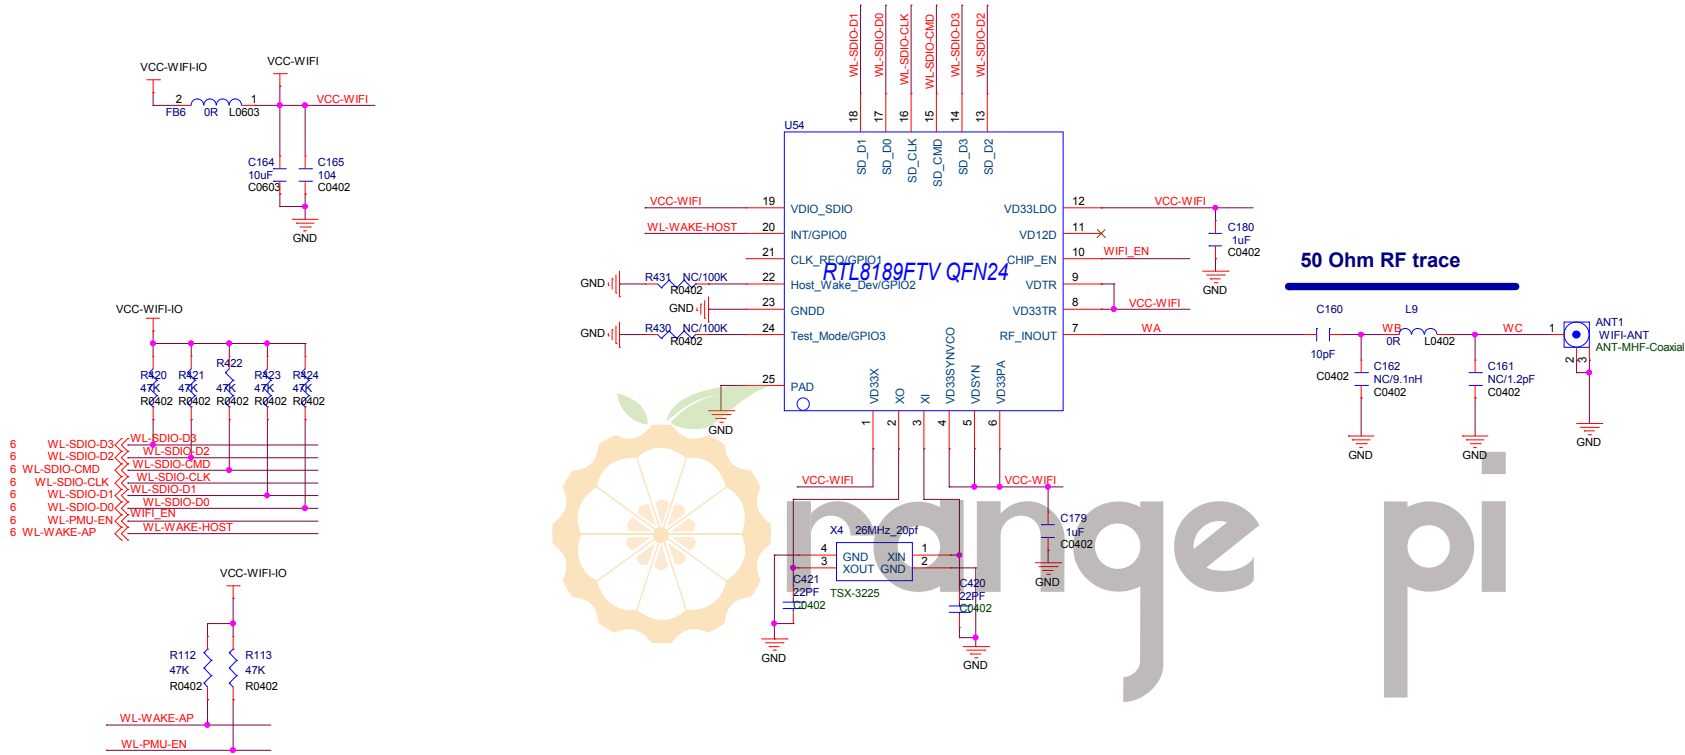 VCC-WIFI-IO
VCC-WIFI
2
1
VCC-WIFI
FB6
0R
L0603
C164
10uF
C0603
C165
104
C0402
GND
WL-SDIO-D1
WL-SDIO-D0
WL-SDIO-CLK
WL-SDIO-CMD
WL-SDIO-D3
WL-SDIO-D2
18
17
16
15
14
13
U54
SD_D1
SD_D0
SD_CLK
SD_CMD
SD_D3
SD_D2
VCC-WIFI
19
VDIO_SDIO
WL-WAKE-HOST
20
INT/GPIO0
21
CLK_REQ/GPIO1
GND
R431
NC/100K
R0402
22
Host_Wake_Dev/GPIO2
GND
23
GNDD
GND
R430
NC/100K
R0402
24
Test_Mode/GPIO3
25
PAD
GND
RTL8189FTV QFN24
VD33LDO
12
VCC-WIFI
VD12D
11
CHIP_EN
10
WIFI_EN
VDTR
9
VD33TR
8
VCC-WIFI
RF_INOUT
7
WA
C180
1uF
C0402
GND
50 Ohm RF trace
C160
10pF
C0402
WB
L9
0R
L0402
WC
C162
NC/9.1nH
C0402
GND
C161
NC/1.2pF
C0402
GND
1
ANT1
WIFI-ANT
ANT-MHF-Coaxial
2
3
GND
VD33X
XO
XI
VD33SYNVCO
VDSYN
VD33PA
1
2
3
4
5
6
VCC-WIFI
VCC-WIFI
C179
1uF
C0402
GND
X4
26MHz_20pf
4
GND
XIN
1
3
XOUT
GND
2
TSX-3225
C421
22PF
C0402
GND
C420
22PF
C0402
GND
VCC-WIFI-IO
R420
47K
R0402
R421
47K
R0402
R422
47K
R0402
R423
47K
R0402
R424
47K
R0402
6 WL-SDIO-D3 WL-SDIO-D3
6 WL-SDIO-D2 WL-SDIO-D2
6 WL-SDIO-CMD WL-SDIO-CMD
6 WL-SDIO-CLK WL-SDIO-CLK
6 WL-SDIO-D1 WL-SDIO-D1
6 WL-SDIO-D0 WL-SDIO-D0
6 WL-PMU-EN WIFI_EN
6 WL-WAKE-AP WL-WAKE-HOST
VCC-WIFI-IO
R112
47K
R0402
R113
47K
R0402
WL-WAKE-AP
WL-PMU-EN
range pi